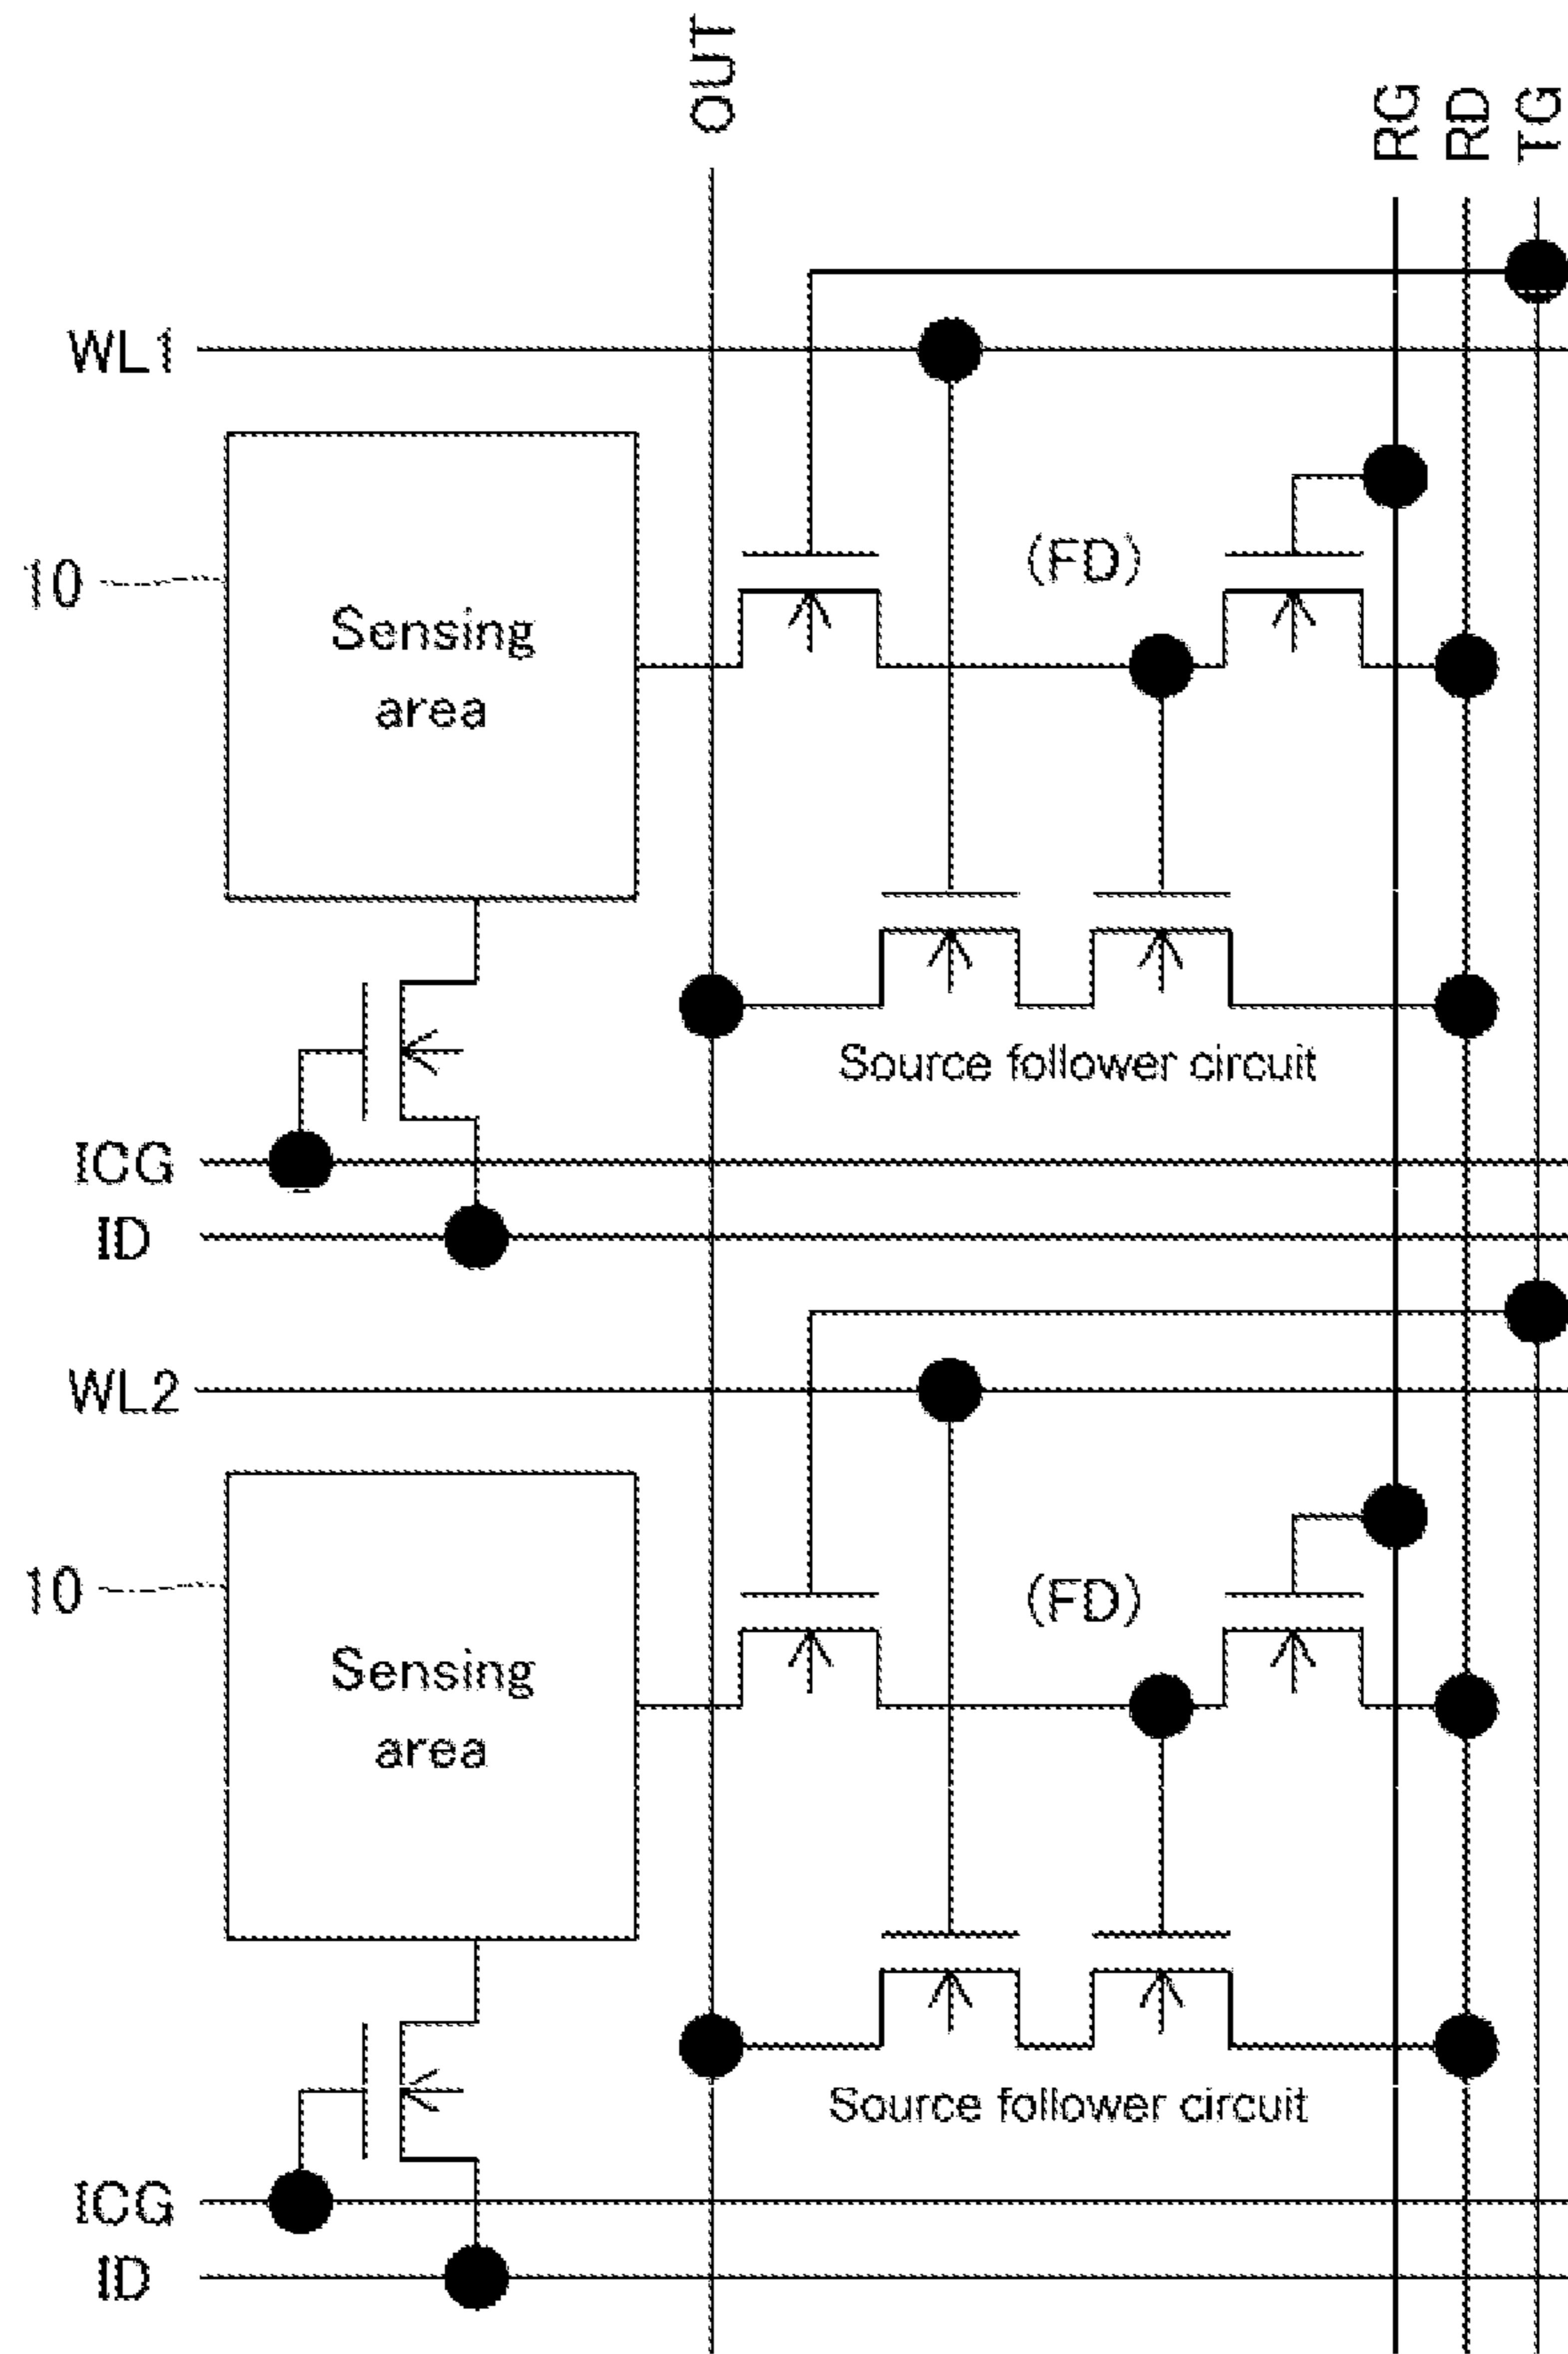 OUT
RG
RD
TG
WL1
10
Sensing
area
(FD)
Source follower circuit
ICG
ID
WL2
10
Sensing
area
(FD)
Source follower circuit
ICG
ID